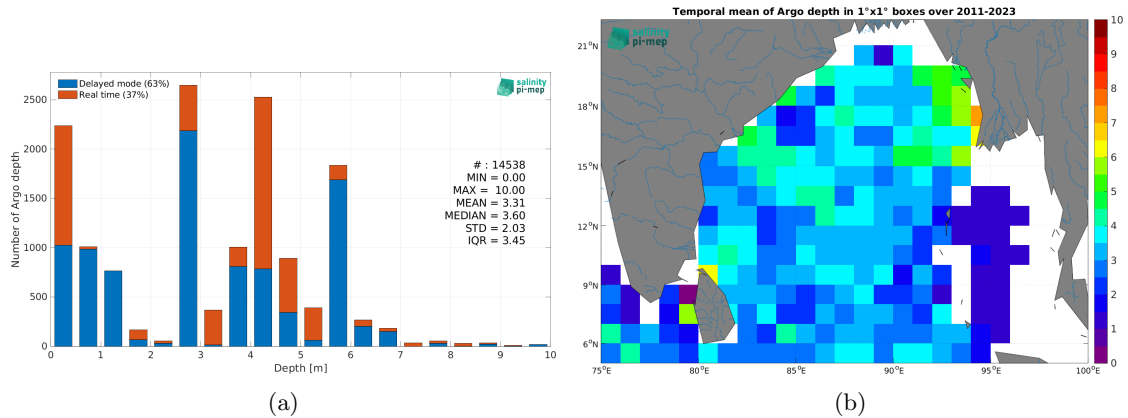 salinity
pi-mep
Delayed mode (63%)
Real time (37%)
Number of Argo depth
2500
2000
1500
1000
500
0
# : 14538
MIN = 0.00
MAX = 10.00
MEAN = 3.31
MEDIAN = 3.60
STD = 2.03
IQR = 3.45
0 1 2 3 4 5 6 7 8 9 10
Depth [m]
(a)
Temporal mean of Argo depth in 1°x1° boxes over 2011-2023
salinity
pi-mep
21°N
18°N
15°N
12°N
9°N
6°N
75°E 80°E 85°E 90°E 95°E 100°E
10
9
8
7
6
5
4
3
2
1
0
(b)